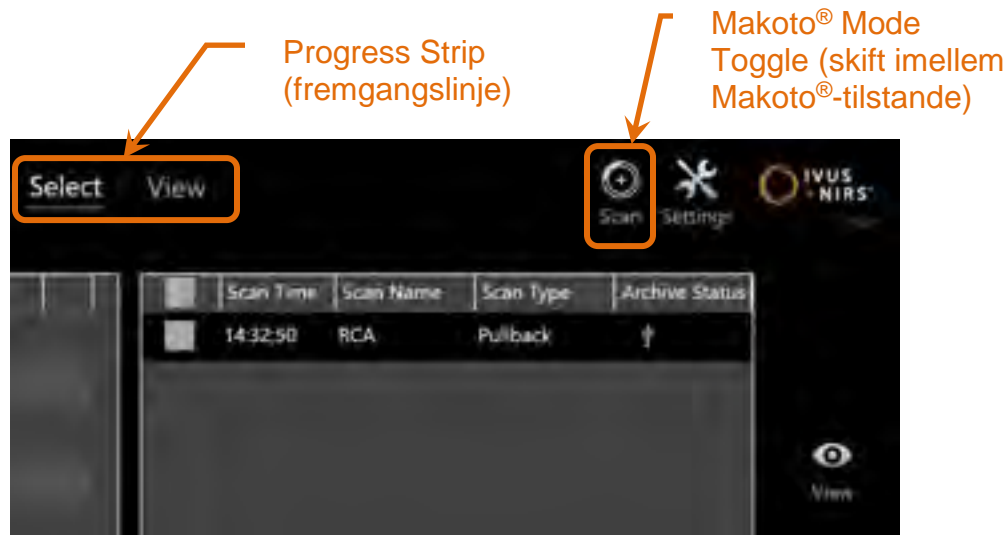 Progress Strip
(fremgangslinje)
Makoto® Mode
Toggle (skift imellem
Makoto®-tilstande)
Select View
Scan Settings
IVUS
+NIRS
Scan Time Scan Name Scan Type Archive Status
14:32:50 RCA Pullback
View